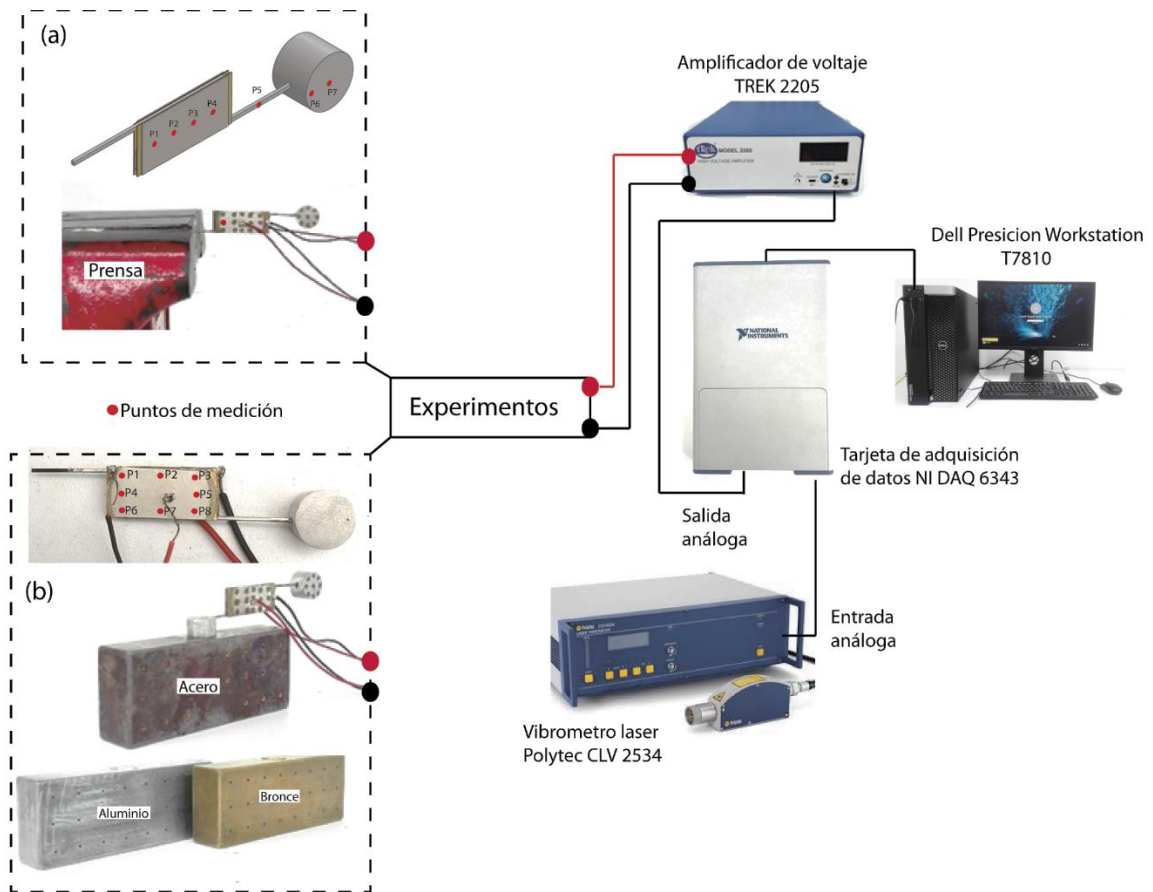 (a)
P1
P2
P3
P4
P5
P6
P7
Prensa
Amplificador de voltaje
TREK 2205
TREK
MODEL 2205
Dell Presicion Workstation
T7810
NATIONAL
INSTRUMENTS
DELL
Experimentos
Puntos de medición
P1
P2
P3
P4
P5
P6
P7
P8
Tarjeta de adquisición
de datos NI DAQ 6343
Salida
análoga
Entrada
análoga
(b)
Acero
Aluminio
Bronce
Vibrometro laser
Polytec CLV 2534